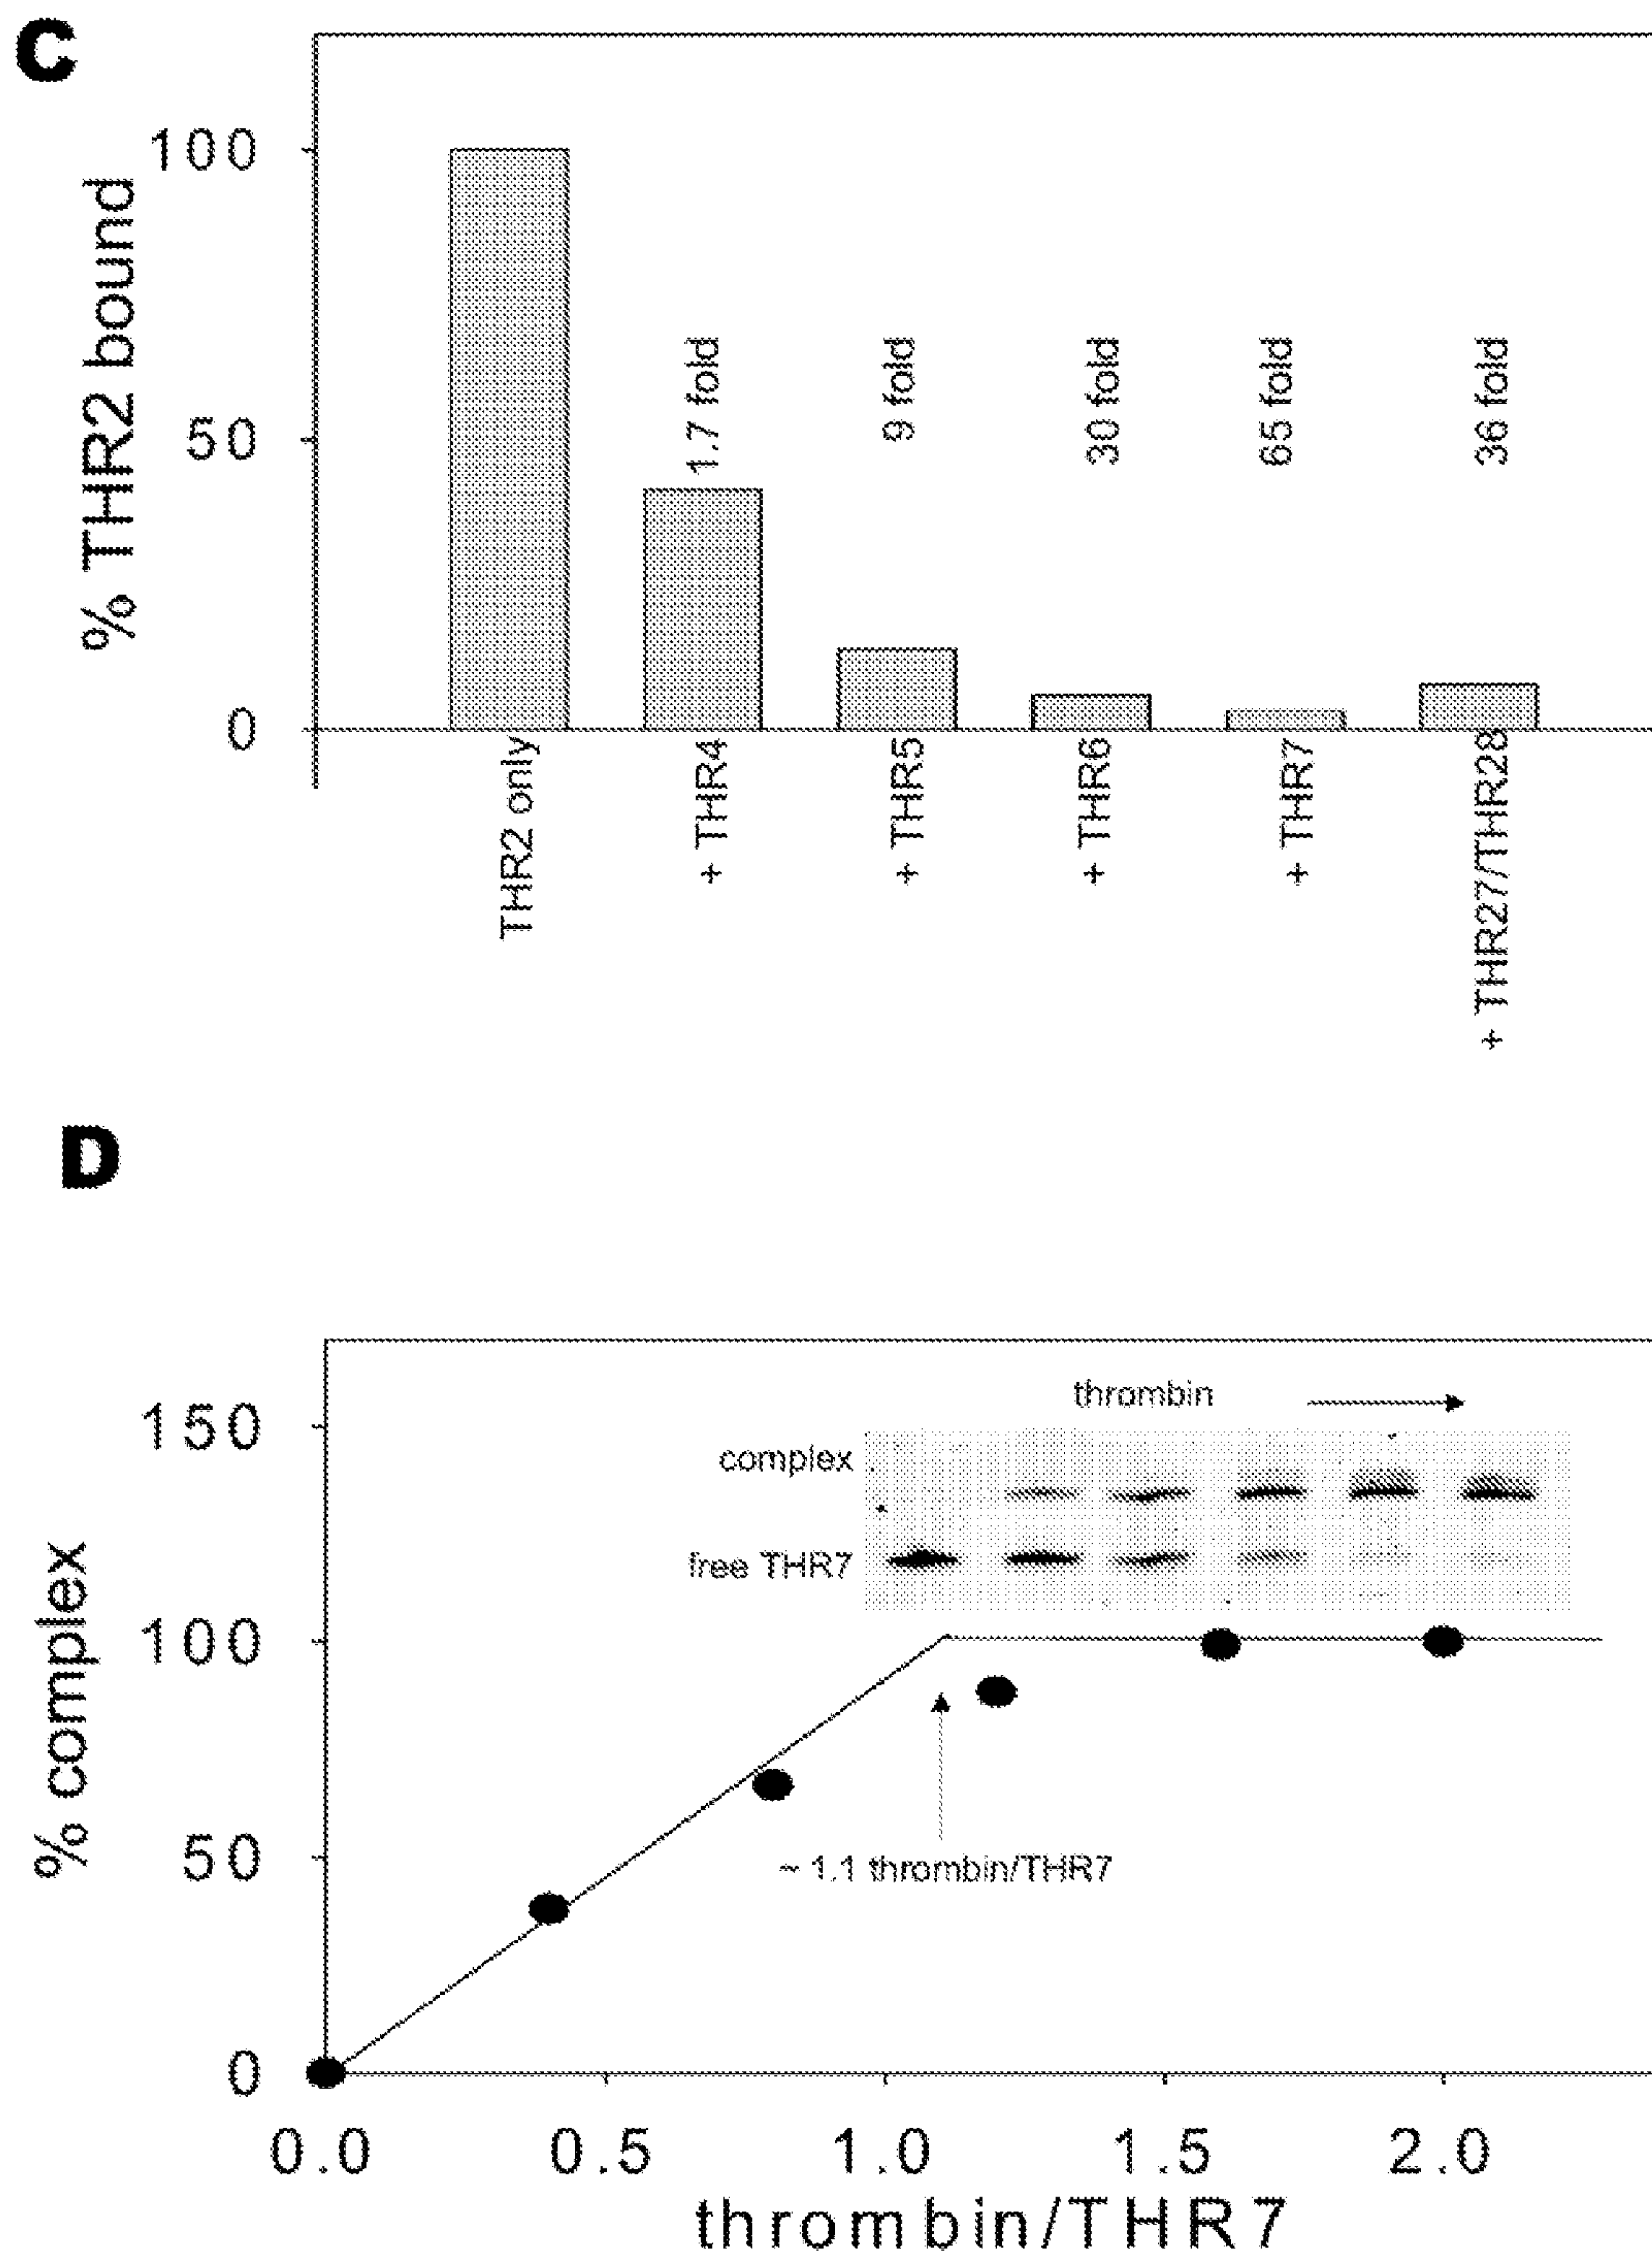 C
% THR2 bound
100
50
0
1.7 fold
9 fold
30 fold
65 fold
36 fold
THR2 only
+ THR4
+ THR5
+ THR6
+ THR7
+ THR27/THR28
D
% complex
150
100
50
0
thrombin
complex
free THR7
~ 1.1 thrombin/THR7
0.0 0.5 1.0 1.5 2.0
thrombin/THR7